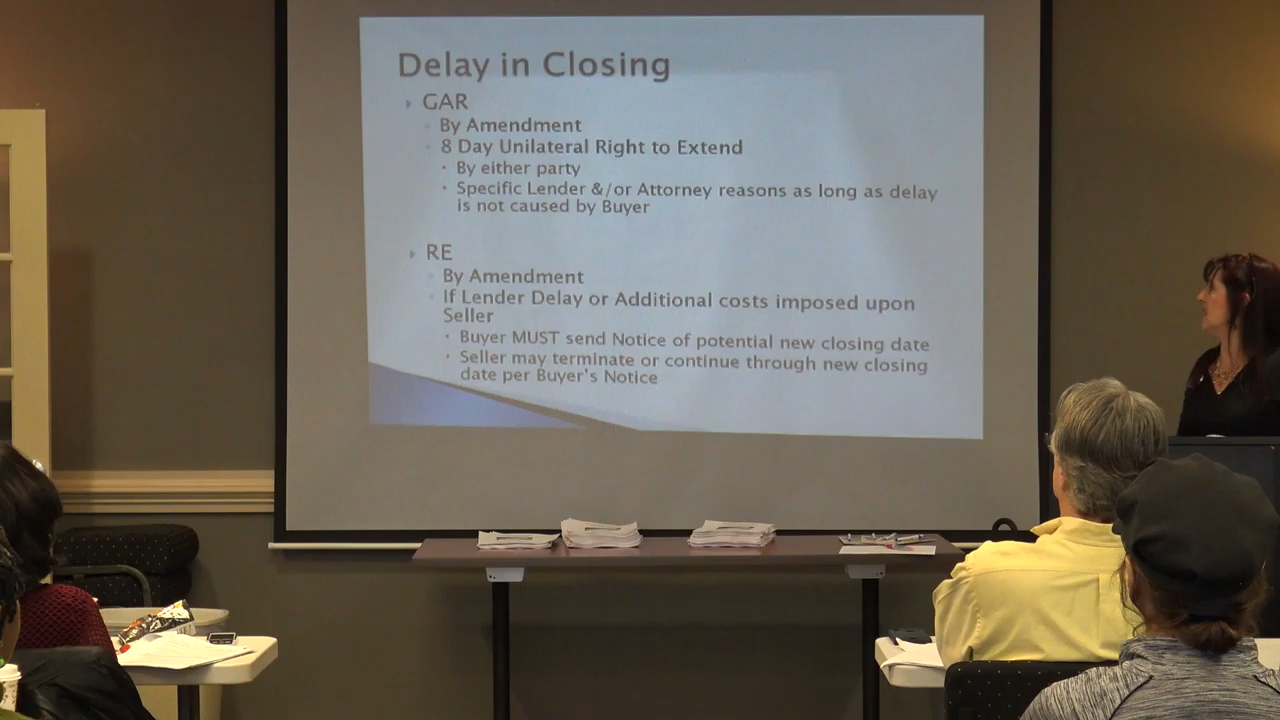 Delay in Closing
GAR
By Amendment
8 Day Unilateral Right to Extend
By either party
Specific Lender &/or Attorney reasons as long as delay
is not caused by Buyer
RE
By Amendment
If Lender Delay or Additional costs imposed upon
Seller
Buyer MUST send Notice of potential new closing date
Seller may terminate or continue through new closing
date per Buyer's Notice